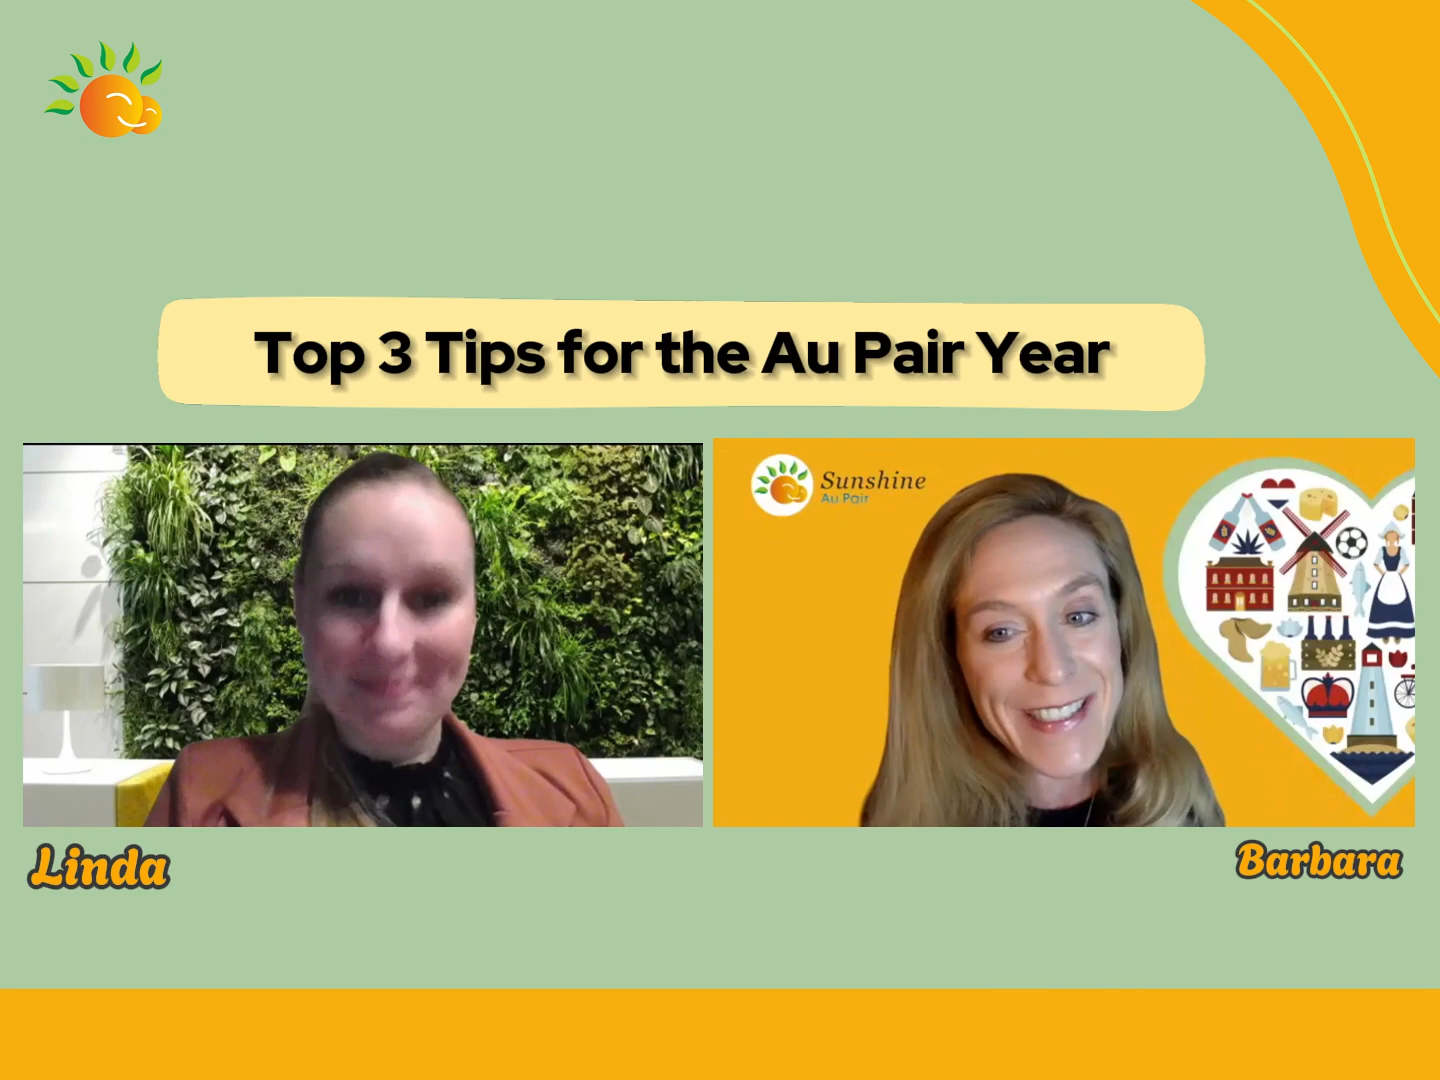 Top 3 Tips for the Au Pair Year
Sunshine
Au Pair
Linda
Barbara